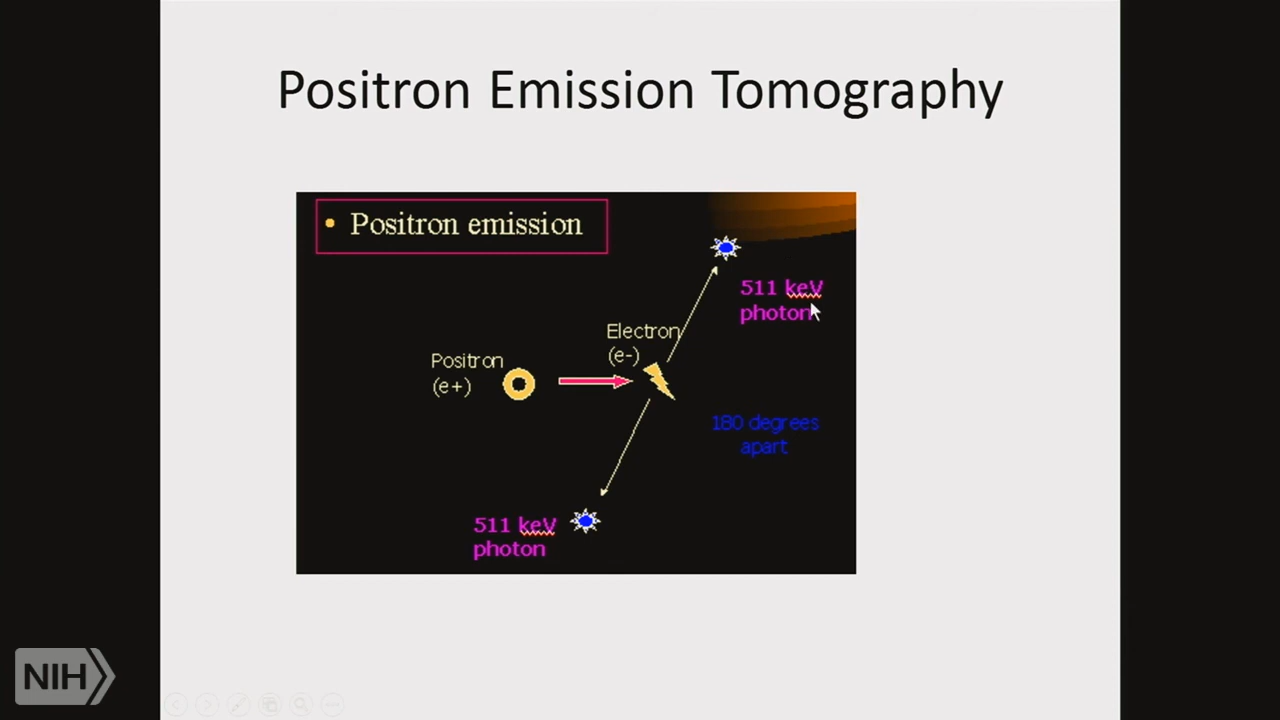 Positron Emission Tomography
• Positron emission
511 keV
photon
Electron
(e-)
Positron
(e+)
180 degrees
apart
511 keV
photon
NIH